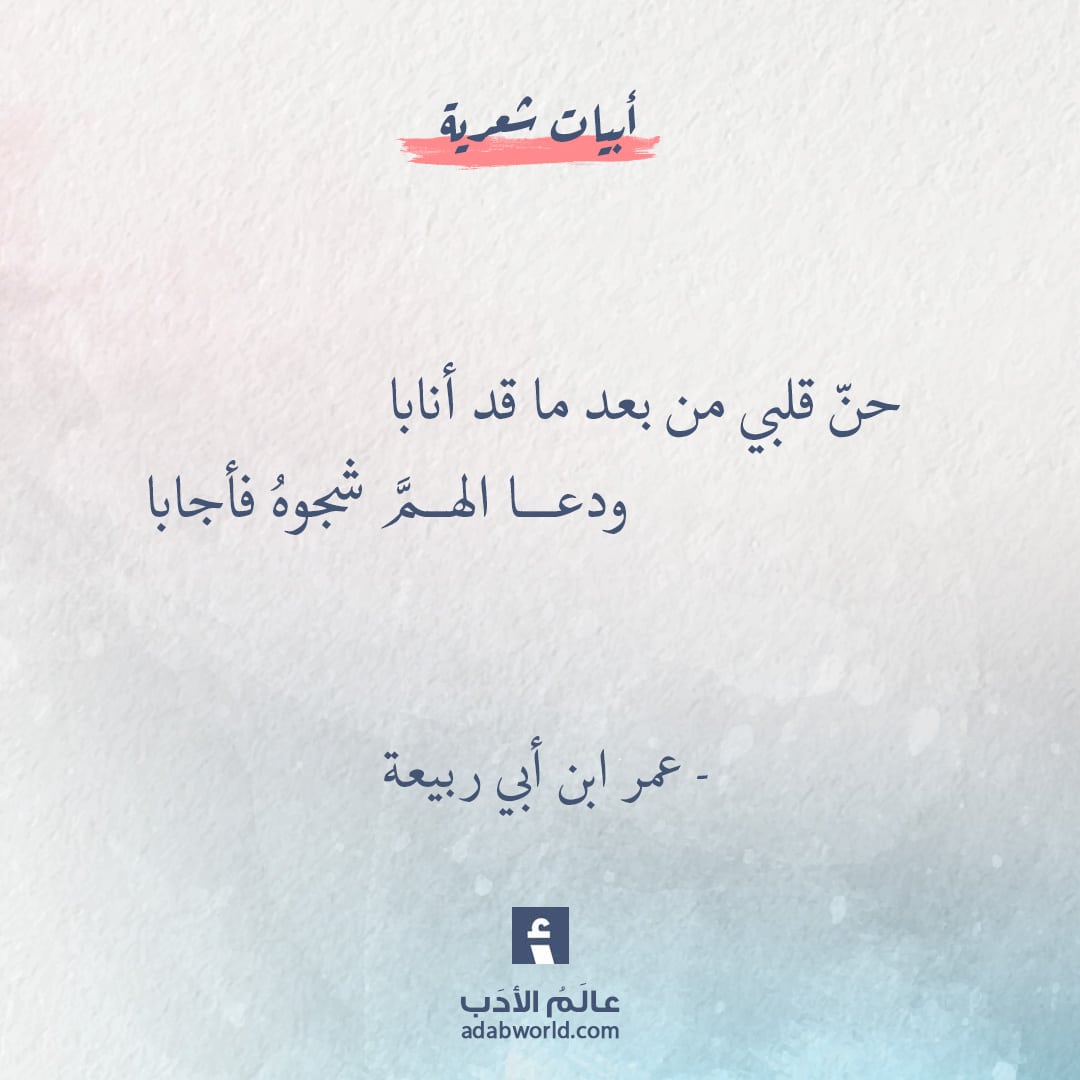 أبيات شعرية
حنّ قلبي من بعد ما قد أنابا
ودعــا الهــمَّ شجوهُ فأجابا
- عمر ابن أبي ربيعة
أ
عالَمُ الأدَب
adabworld.com